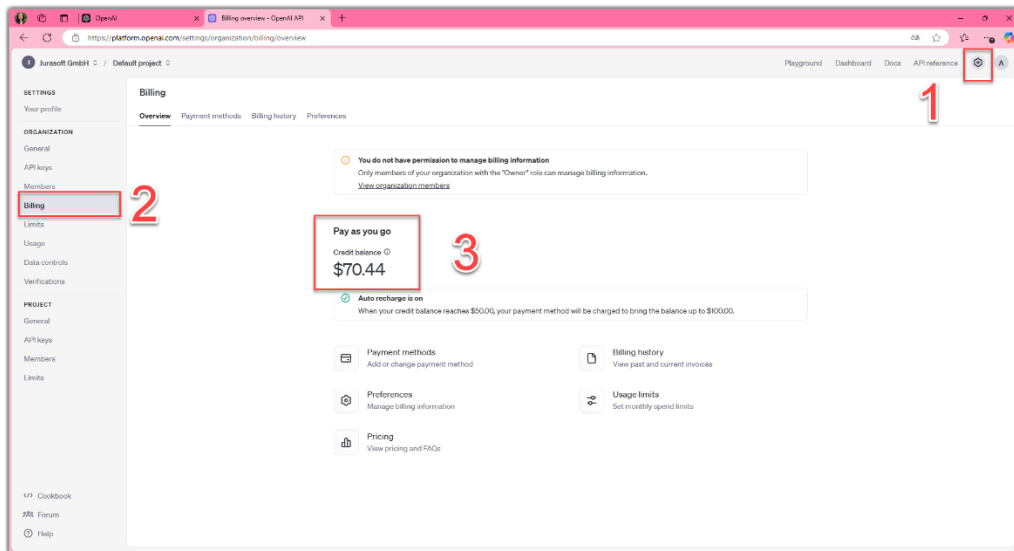 OpenAI
Billing overview - OpenAI API
https://platform.openai.com/settings/organization/billing/overview
J Jurasoft GmbH / Default project
Playground Dashboard Docs API reference A
1
SETTINGS
Your profile
ORGANIZATION
General
API keys
Members
Billing
2
Limits
Usage
Data controls
Verifications
PROJECT
General
API keys
Members
Limits
Cookbook
Forum
Help
Billing
Overview Payment methods Billing history Preferences
You do not have permission to manage billing information
Only members of your organization with the "Owner" role can manage billing information.
View organization members
Pay as you go
Credit balance
$70.44
3
Auto recharge is on
When your credit balance reaches $50.00, your payment method will be charged to bring the balance up to $100.00.
Payment methods
Add or change payment method
Billing history
View past and current invoices
Preferences
Manage billing information
Usage limits
Set monthly spend limits
Pricing
View pricing and FAQs